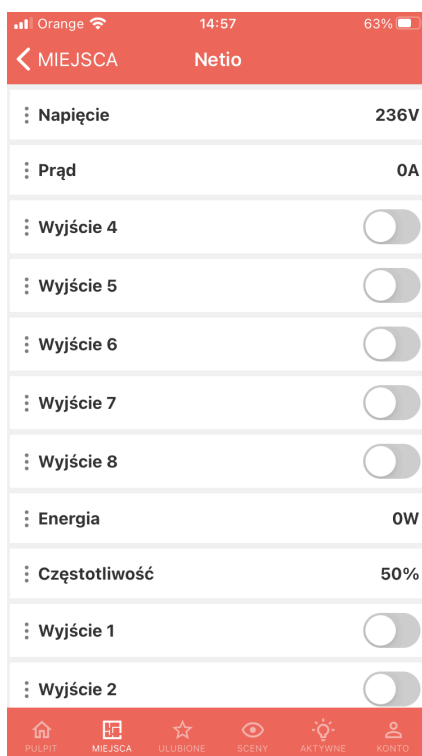 Orange 14:57 63%
MIEJSCA Netio
Napięcie 236V
Prąd 0A
Wyjście 4
Wyjście 5
Wyjście 6
Wyjście 7
Wyjście 8
Energia 0W
Częstotliwość 50%
Wyjście 1
Wyjście 2
PULPIT MIEJSCA ULUBIONE SCENY AKTYWNE KONTO